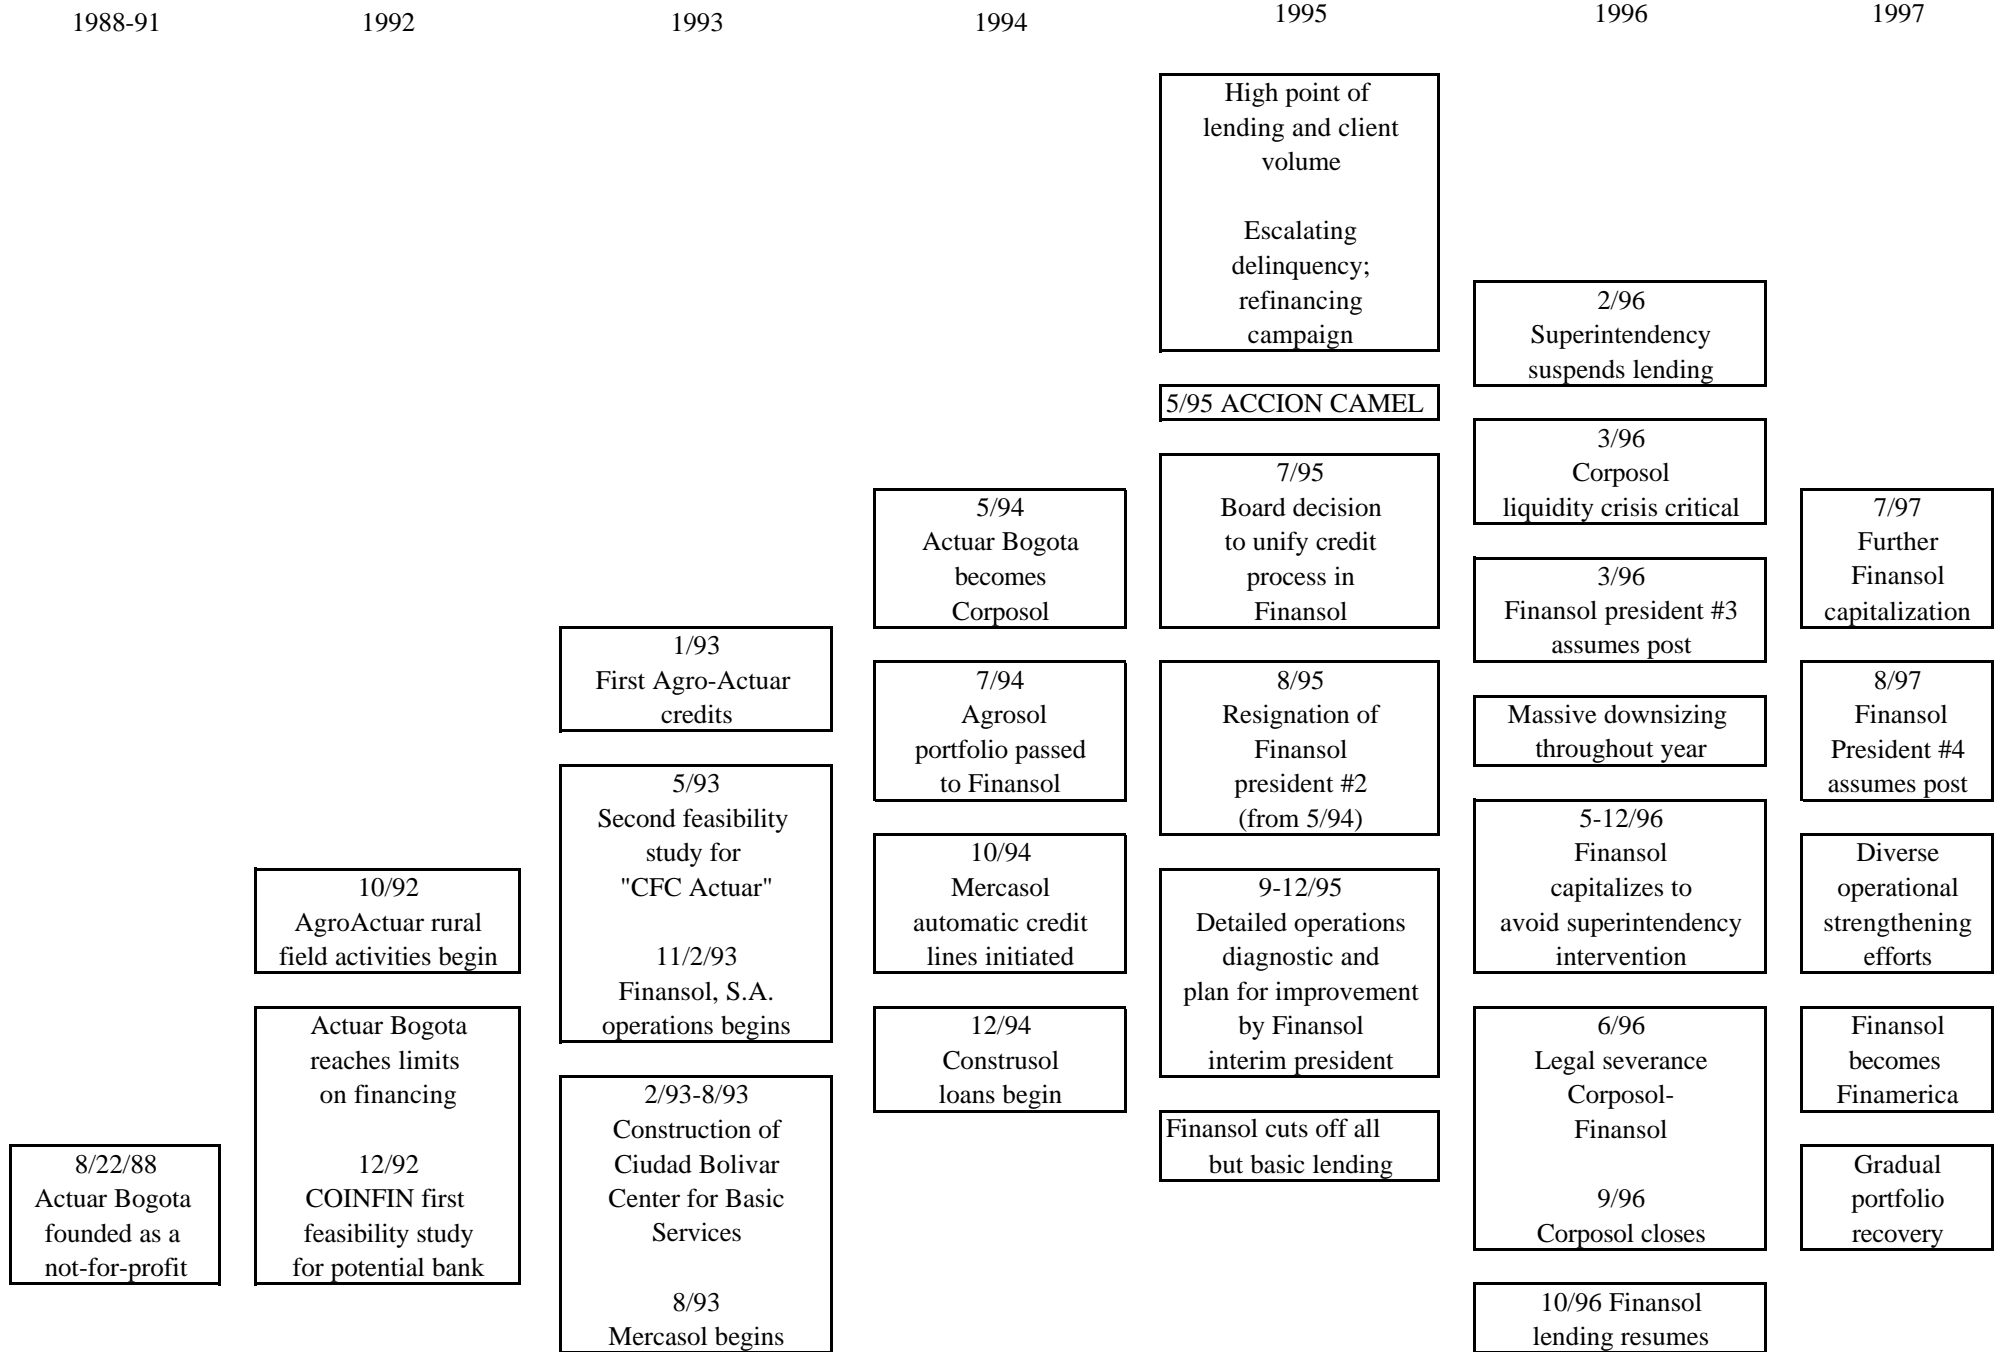 1988-91
1992
1993
1994
1995
1996
1997
8/22/88
Actuar Bogota
founded as a
not-for-profit
10/92
AgroActuar rural
field activities begin
Actuar Bogota
reaches limits
on financing
12/92
COINFIN first
feasibility study
for potential bank
1/93
First Agro-Actuar
credits
5/93
Second feasibility
study for
"CFC Actuar"
11/2/93
Finansol, S.A.
operations begins
2/93-8/93
Construction of
Ciudad Bolivar
Center for Basic
Services
8/93
Mercasol begins
5/94
Actuar Bogota
becomes
Corposol
7/94
Agrosol
portfolio passed
to Finansol
10/94
Mercasol
automatic credit
lines initiated
12/94
Construsol
loans begin
High point of
lending and client
volume
Escalating
delinquency;
refinancing
campaign
5/95 ACCION CAMEL
7/95
Board decision
to unify credit
process in
Finansol
8/95
Resignation of
Finansol
president #2
(from 5/94)
9-12/95
Detailed operations
diagnostic and
plan for improvement
by Finansol
interim president
Finansol cuts off all
but basic lending
2/96
Superintendency
suspends lending
3/96
Corposol
liquidity crisis critical
3/96
Finansol president #3
assumes post
Massive downsizing
throughout year
5-12/96
Finansol
capitalizes to
avoid superintendency
intervention
6/96
Legal severance
Corposol-
Finansol
9/96
Corposol closes
10/96 Finansol
lending resumes
7/97
Further
Finansol
capitalization
8/97
Finansol
President #4
assumes post
Diverse
operational
strengthening
efforts
Finansol
becomes
Finamerica
Gradual
portfolio
recovery